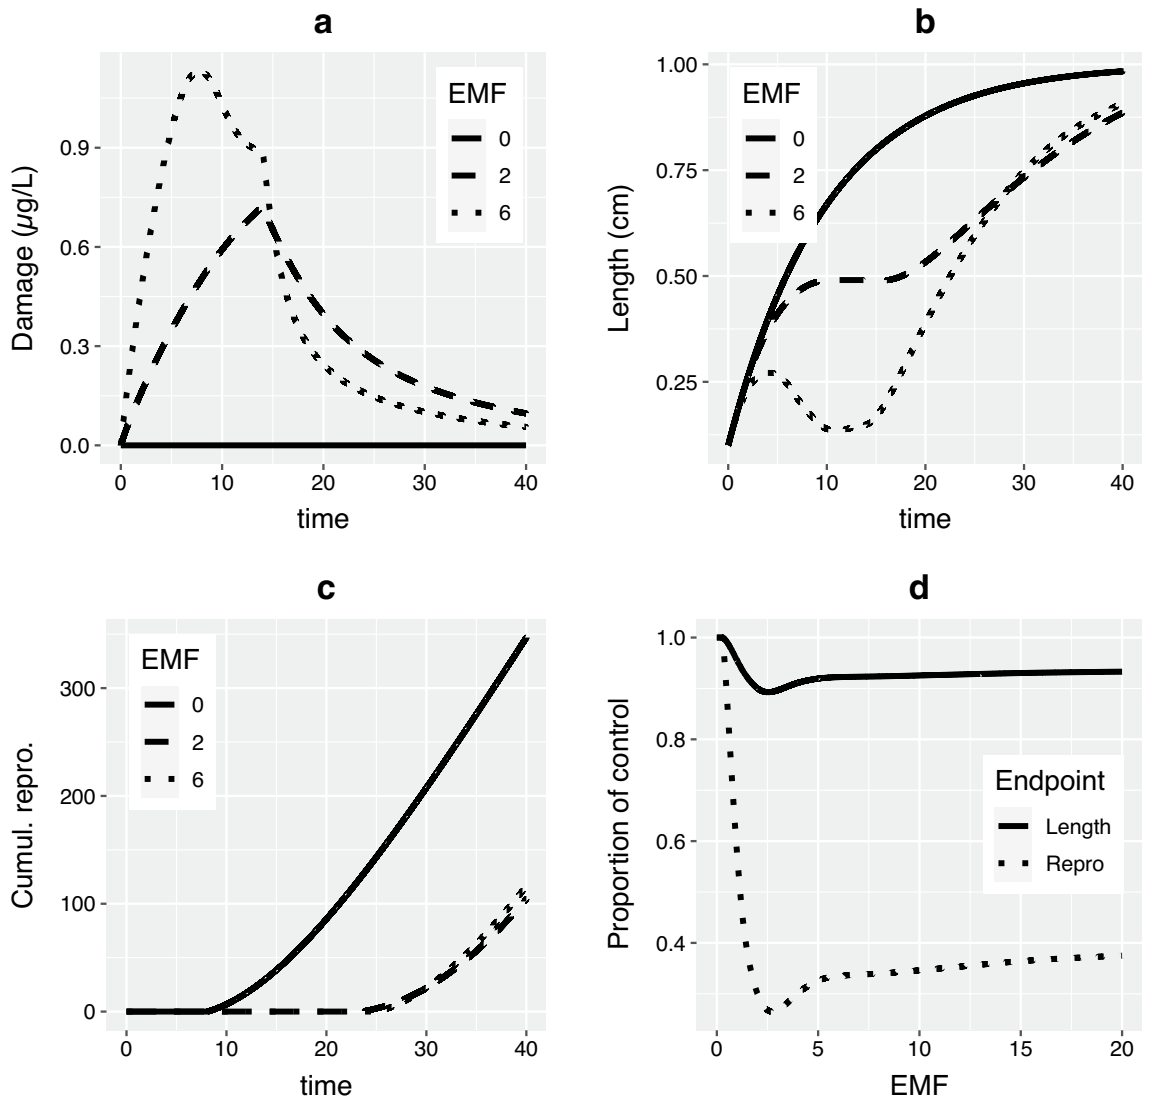 a
EMF
0
2
6
Damage (µg/L)
0.9
0.6
0.3
0.0
0 10 20 30 40
time
b
EMF
0
2
6
Length (cm)
1.00
0.75
0.50
0.25
0 10 20 30 40
time
c
EMF
0
2
6
Cumul. repro.
300
200
100
0
0 10 20 30 40
time
d
Proportion of control
1.0
0.8
0.6
0.4
Endpoint
Length
Repro
0 5 10 15 20
EMF